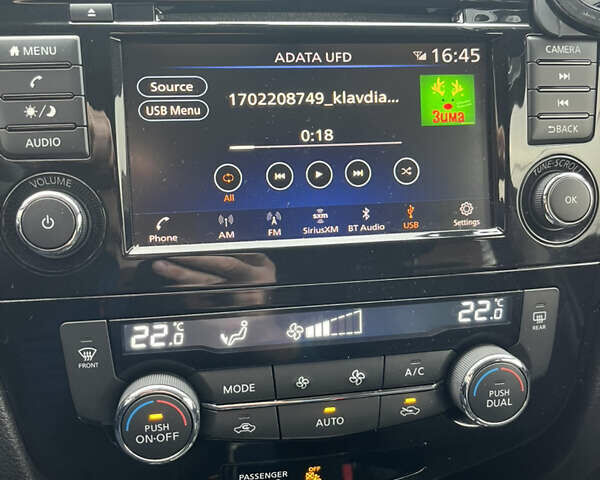 MENU
AUDIO
VOLUME
ADATA UFD 16:45
Source
USB Menu
1702208749_klavdia...
Зима
0:18
All
Phone
AM
FM
sxm
SiriusXM
BT Audio
USB
Settings
CAMERA
BACK
TUNE·SCROLL
OK
22.0°C
22.0°C
FRONT
REAR
MODE
A/C
PUSH
ON·OFF
AUTO
PUSH
DUAL
PASSENGER
OFF